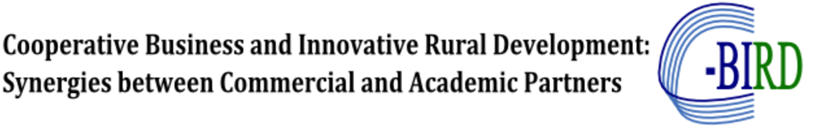 Cooperative Business and Innovative Rural Development:
Synergies between Commercial and Academic Partners
C-BIRD